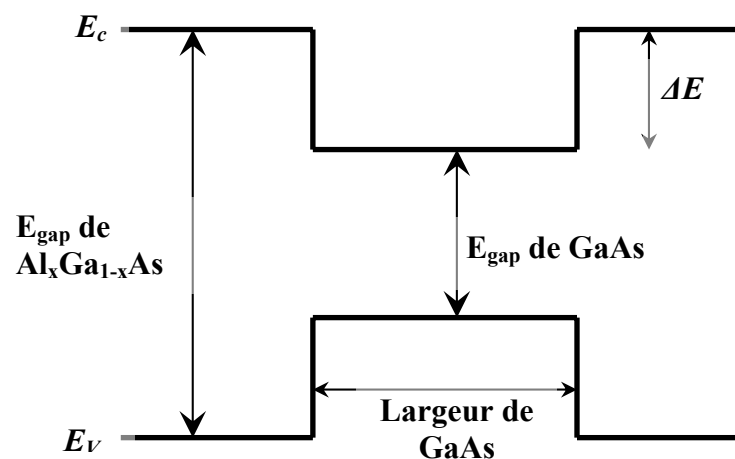 E_c
ΔE
E_gap de
Al_xGa_1-xAs
E_gap de GaAs
Largeur de
GaAs
E_V